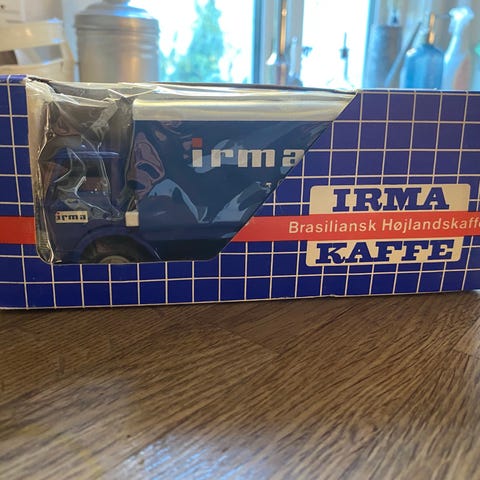 irma
irma
IRMA
Brasiliansk Højlandskaffe
KAFFE